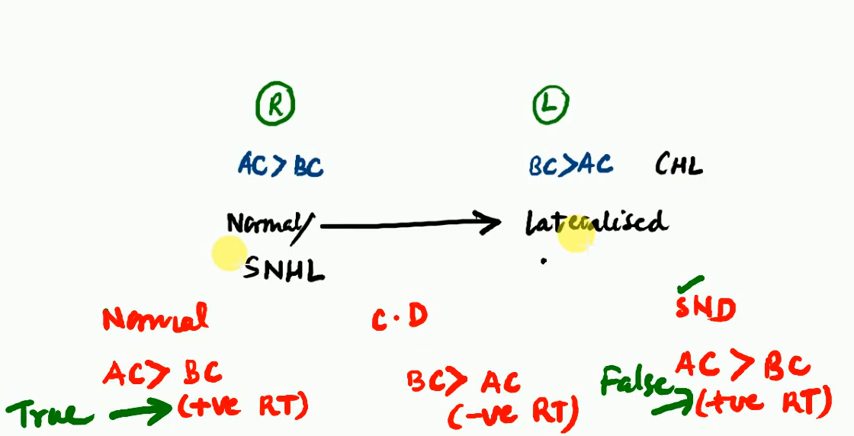 R L
AC > BC BC > AC CHL
Normal/ Lateralised
SNHL
Normal C.D SND
AC > BC BC > AC False AC > BC
True (+ve RT) (-ve RT) (+ve RT)